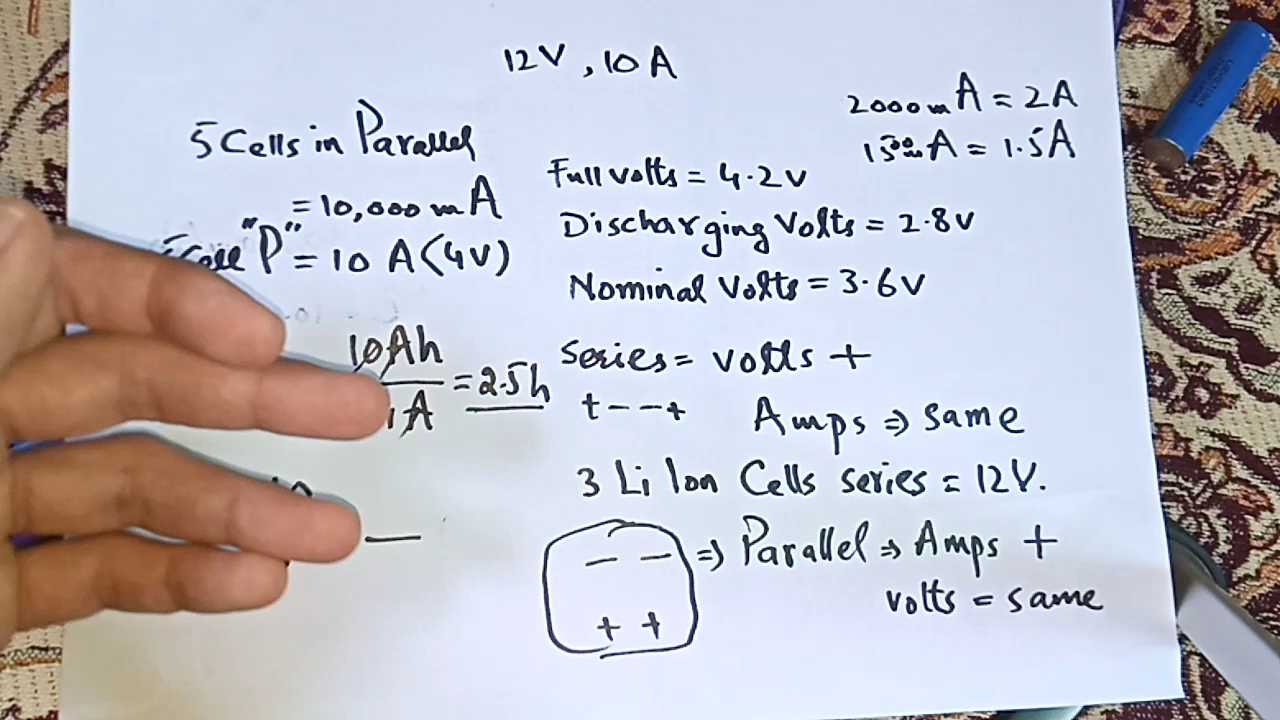 12V, 10A
2000mA = 2A
1500mA = 1.5A
5 Cells in Parallel
= 10,000 mA
"P" = 10 A (4V)
10Ah
= 2.5h
A
Full volts = 4.2v
Discharging Volts = 2.8v
Nominal Volts = 3.6v
Series = volts +
+ - - +
Amps ⇒ same
3 Li Ion Cells series = 12V.
- -
+ +
⇒ Parallel ⇒ Amps +
volts = same